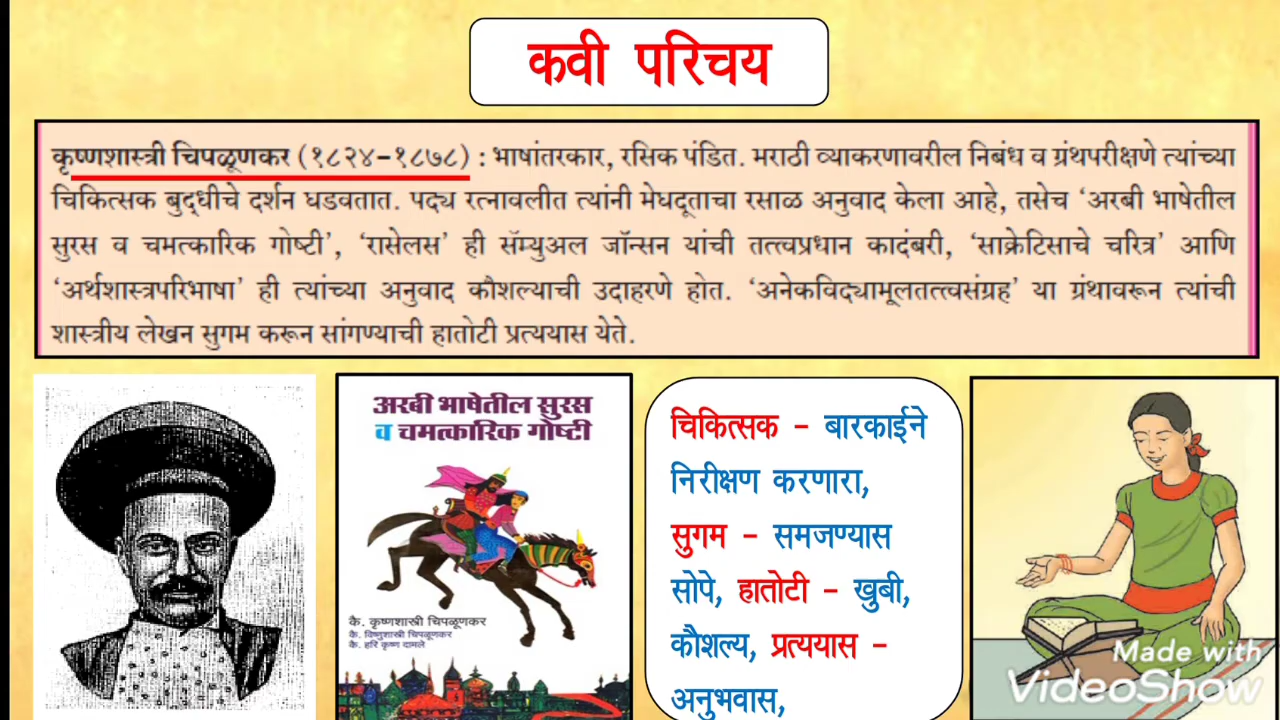 कवी परिचय
कृष्णशास्त्री चिपळूणकर (१८२४-१८७८) : भाषांतरकार, रसिक पंडित. मराठी व्याकरणावरील निबंध व ग्रंथपरीक्षणे त्यांच्या
चिकित्सक बुद्धीचे दर्शन घडवतात. पद्य रत्नावलीत त्यांनी मेघदूताचा रसाळ अनुवाद केला आहे, तसेच ‘अरबी भाषेतील
सुरस व चमत्कारिक गोष्टी’, ‘रासेलस’ ही सॅम्युअल जॉन्सन यांची तत्त्वप्रधान कादंबरी, ‘साक्रेटिसाचे चरित्र’ आणि
‘अर्थशास्त्रपरिभाषा’ ही त्यांच्या अनुवाद कौशल्याची उदाहरणे होत. ‘अनेकविद्यामूलतत्त्वसंग्रह’ या ग्रंथावरून त्यांची
शास्त्रीय लेखन सुगम करून सांगण्याची हातोटी प्रत्ययास येते.
अरबी भाषेतील सुरस
व चमत्कारिक गोष्टी
कै. कृष्णशास्त्री चिपळूणकर
कै. विष्णुशास्त्री चिपळूणकर
कै. हरि कृष्ण दामले
चिकित्सक - बारकाईने
निरीक्षण करणारा,
सुगम - समजण्यास
सोपे, हातोटी - खुबी,
कौशल्य, प्रत्ययास -
अनुभवास,
Made with
VideoShow